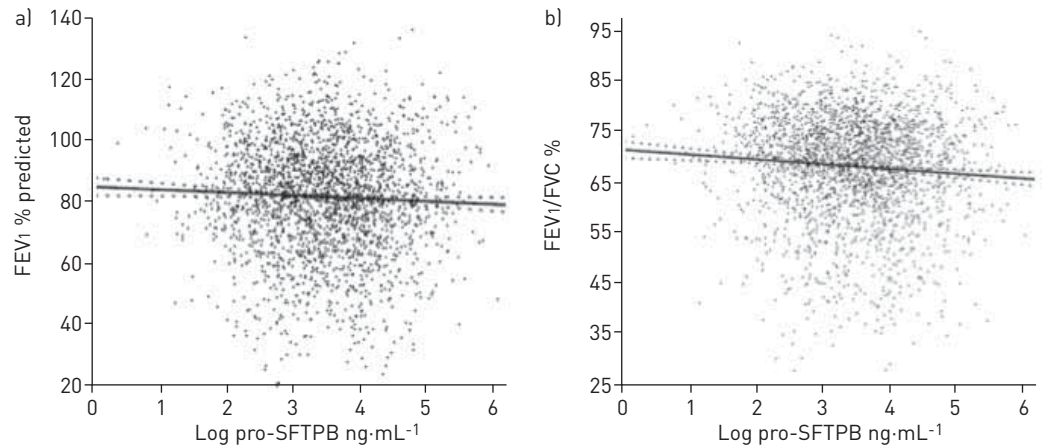 a)
140
120
100
80
60
40
20
FEV1 % predicted
0 1 2 3 4 5 6
Log pro-SFTPB ng·mL-1
b)
95
85
75
65
55
45
35
25
FEV1/FVC %
0 1 2 3 4 5 6
Log pro-SFTPB ng·mL-1